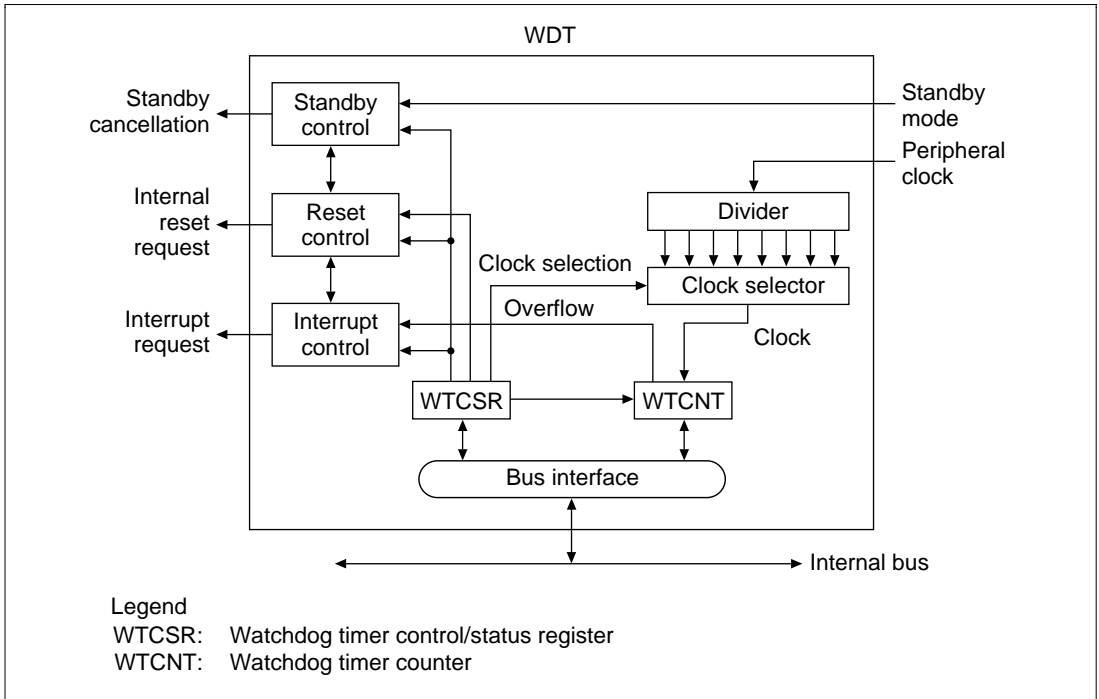 WDT
Standby
cancellation
Standby
control
Standby
mode
Peripheral
clock
Internal
reset
request
Reset
control
Divider
Clock selection
Clock selector
Interrupt
request
Interrupt
control
Overflow
Clock
WTCSR
WTCNT
Bus interface
Internal bus
Legend
WTCSR: Watchdog timer control/status register
WTCNT: Watchdog timer counter